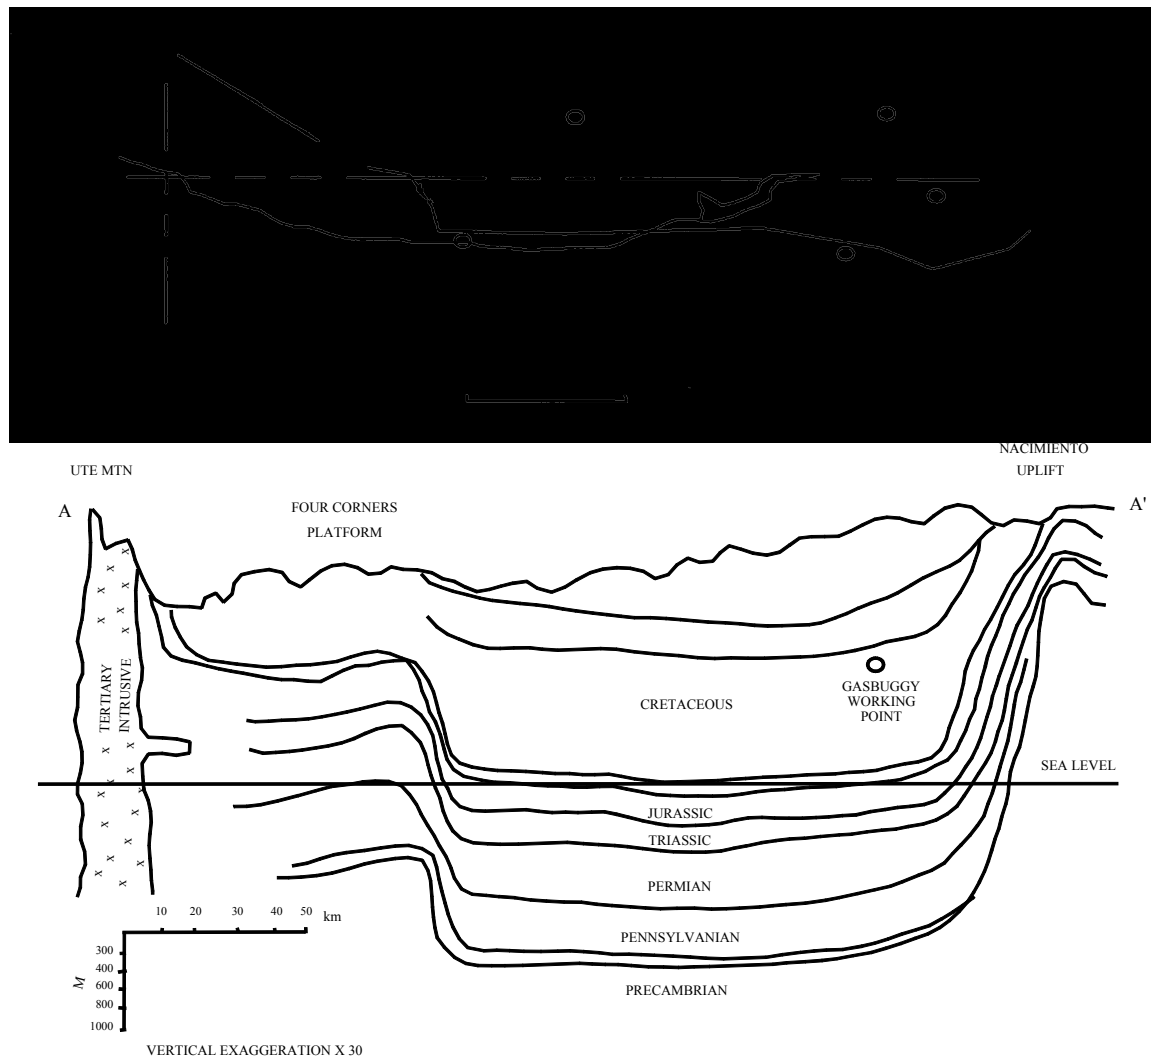 NACIMIENTO
UPLIFT
UTE MTN
A
FOUR CORNERS
PLATFORM
A'
TERTIARY
INTRUSIVE
CRETACEOUS
GASBUGGY
WORKING
POINT
SEA LEVEL
JURASSIC
TRIASSIC
PERMIAN
PENNSYLVANIAN
PRECAMBRIAN
10 20 30 40 50 km
300
400
600
800
1000
M
VERTICAL EXAGGERATION X 30